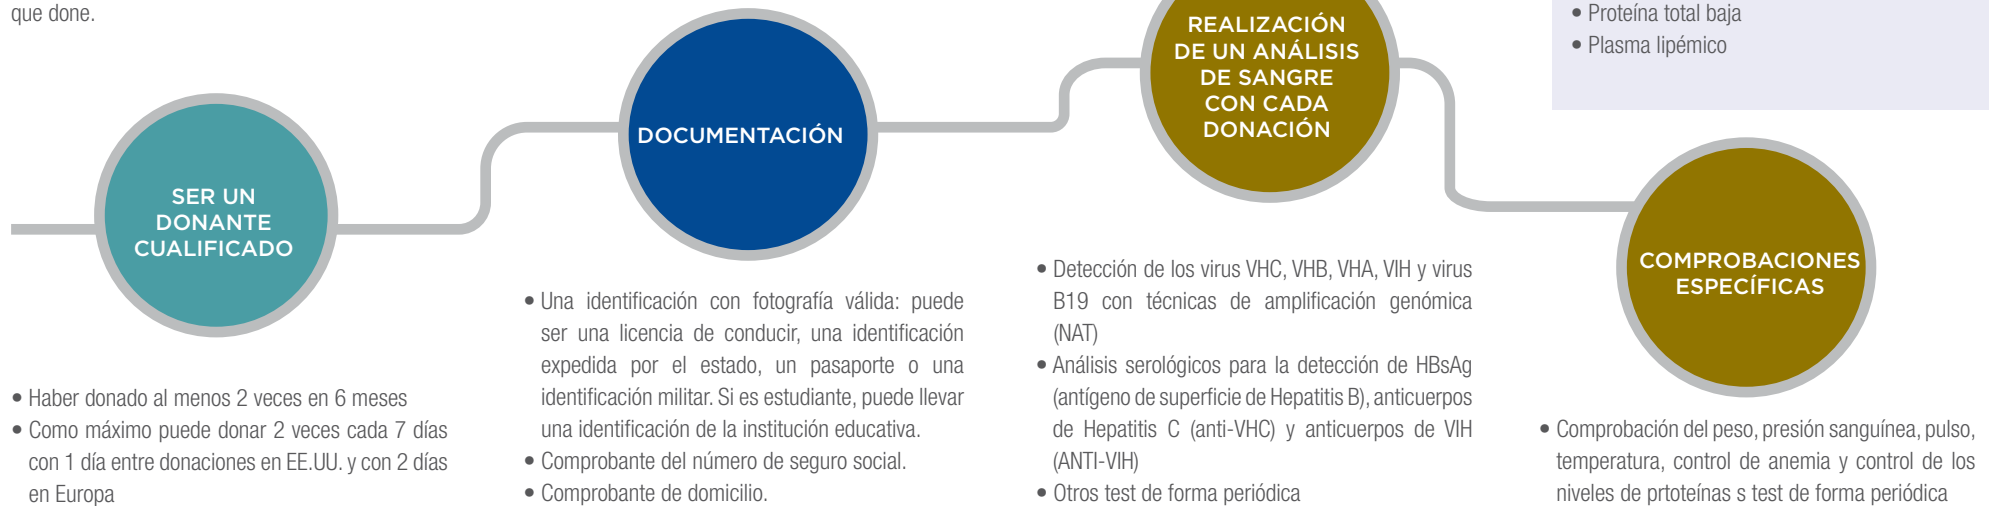 que done.
• Proteína total baja
• Plasma lipémico
SER UN
DONANTE
CUALIFICADO
• Haber donado al menos 2 veces en 6 meses
• Como máximo puede donar 2 veces cada 7 días
con 1 día entre donaciones en EE.UU. y con 2 días
en Europa
DOCUMENTACIÓN
• Una identificación con fotografía válida: puede
ser una licencia de conducir, una identificación
expedida por el estado, un pasaporte o una
identificación militar. Si es estudiante, puede llevar
una identificación de la institución educativa.
• Comprobante del número de seguro social.
• Comprobante de domicilio.
REALIZACIÓN
DE UN ANÁLISIS
DE SANGRE
CON CADA
DONACIÓN
• Detección de los virus VHC, VHB, VHA, VIH y virus
B19 con técnicas de amplificación genómica
(NAT)
• Análisis serológicos para la detección de HBsAg
(antígeno de superficie de Hepatitis B), anticuerpos
de Hepatitis C (anti-VHC) y anticuerpos de VIH
(ANTI-VIH)
• Otros test de forma periódica
COMPROBACIONES
ESPECÍFICAS
• Comprobación del peso, presión sanguínea, pulso,
temperatura, control de anemia y control de los
niveles de prtoteínas s test de forma periódica